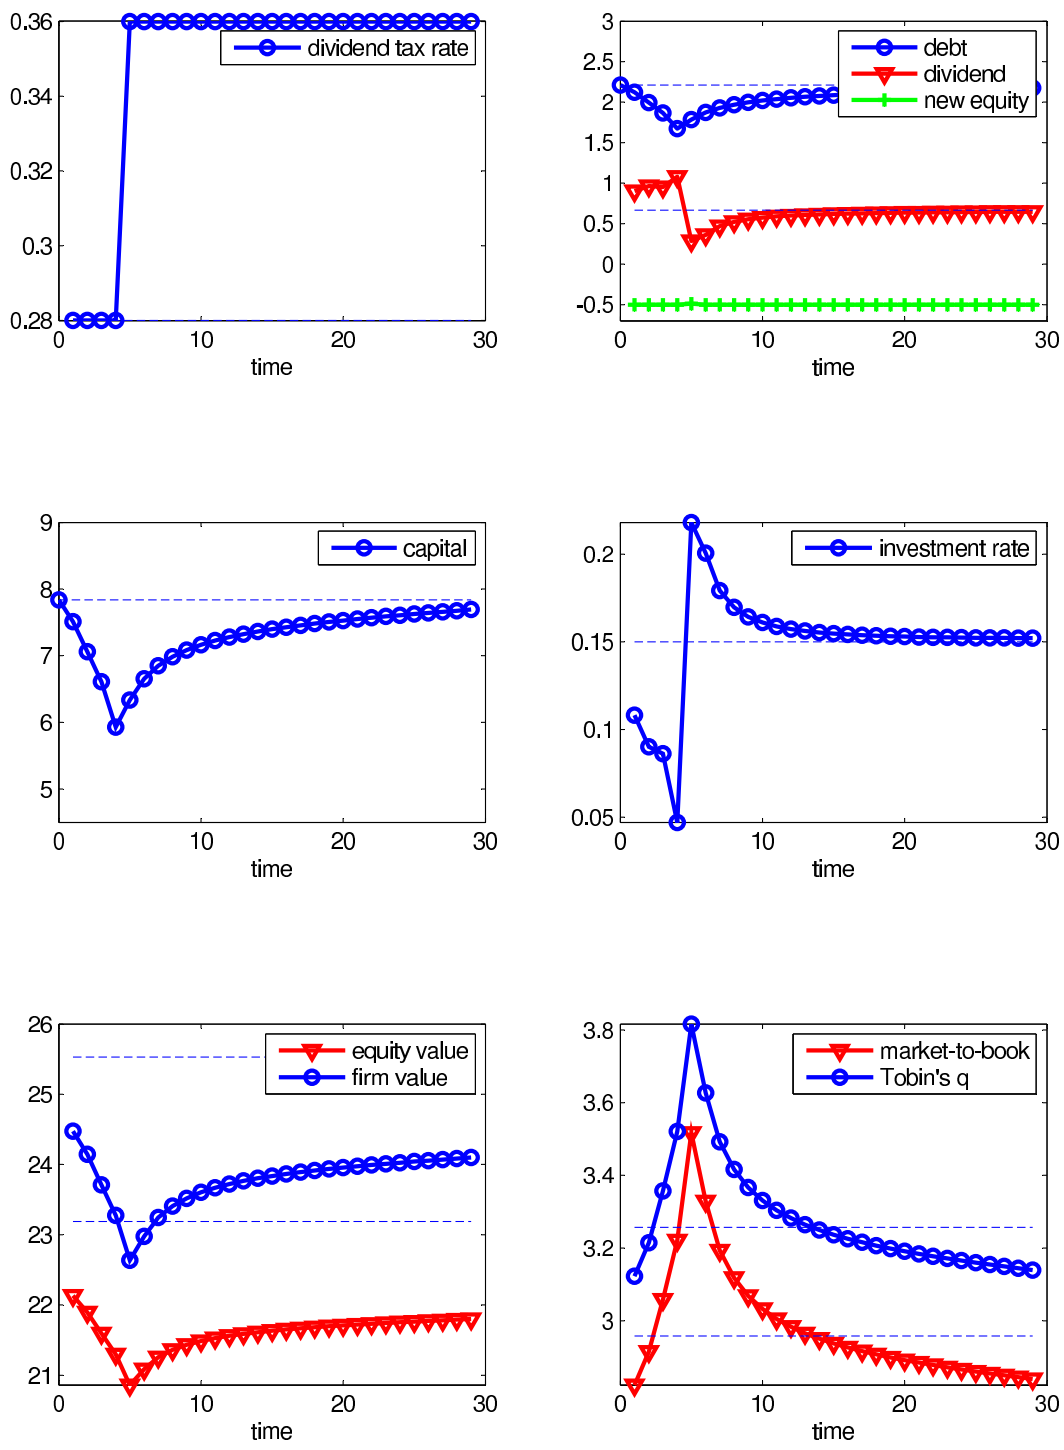 0.36
0.34
0.32
0.3
0.28
0 10 20 30
time
dividend tax rate
3
2.5
2
1.5
1
0.5
0
-0.5
0 10 20 30
time
debt
dividend
new equity
9
8
7
6
5
0 10 20 30
time
capital
0.2
0.15
0.1
0.05
0 10 20 30
time
investment rate
26
25
24
23
22
21
0 10 20 30
time
equity value
firm value
3.8
3.6
3.4
3.2
3
0 10 20 30
time
market-to-book
Tobin's q